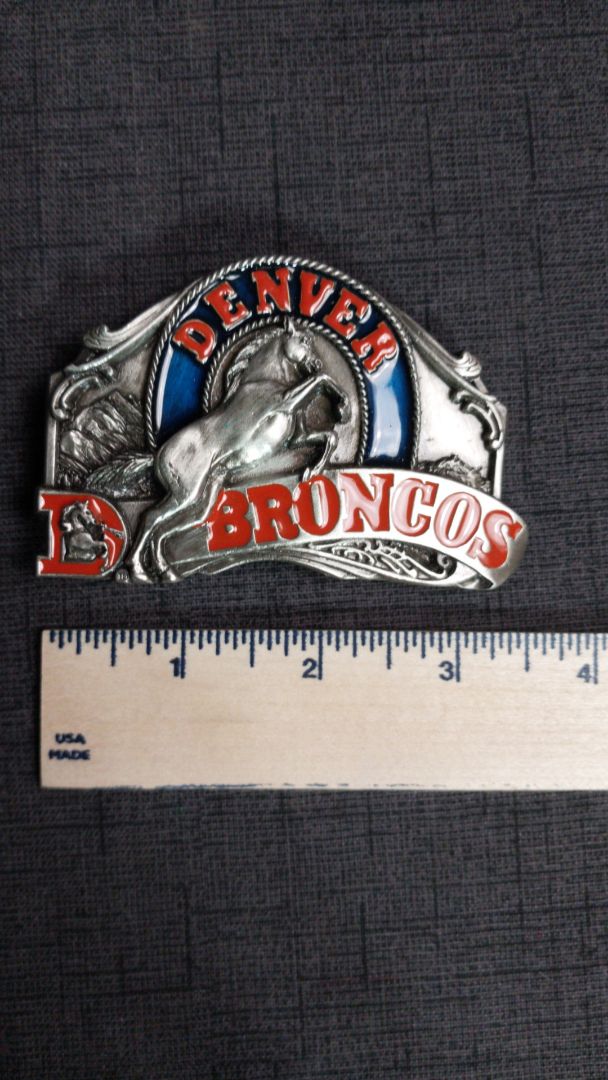 DENVER
D BRONCOS
®
1 2 3 4
USA
MADE